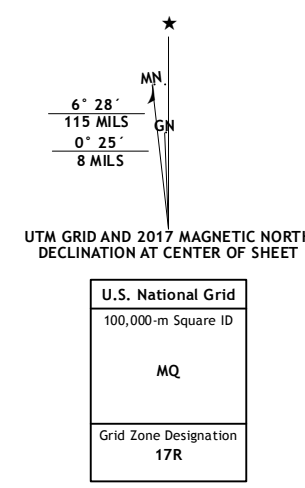 ★
MN.
6° 28´
115 MILS
GN
0° 25´
8 MILS
UTM GRID AND 2017 MAGNETIC NORTH
DECLINATION AT CENTER OF SHEET
U.S. National Grid
100,000-m Square ID
MQ
Grid Zone Designation
17R